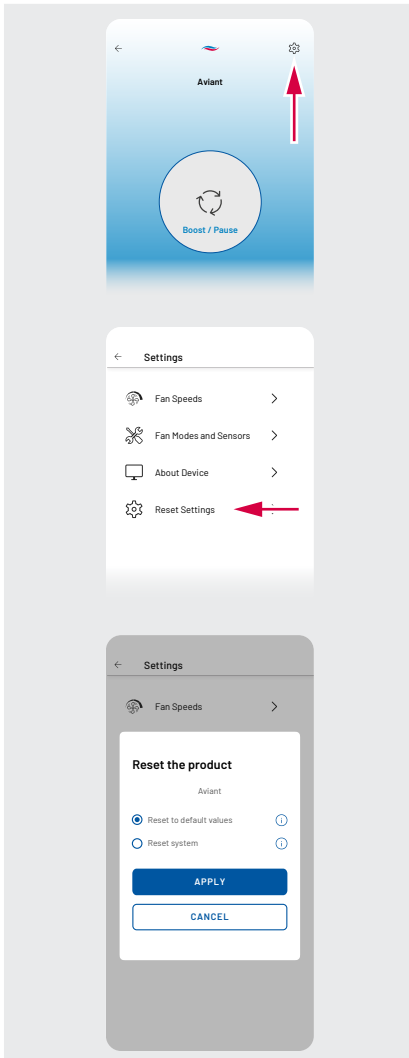 Aviant
Boost / Pause
Settings
Fan Speeds
Fan Modes and Sensors
About Device
Reset Settings
Settings
Fan Speeds
Reset the product
Aviant
Reset to default values
Reset system
APPLY
CANCEL